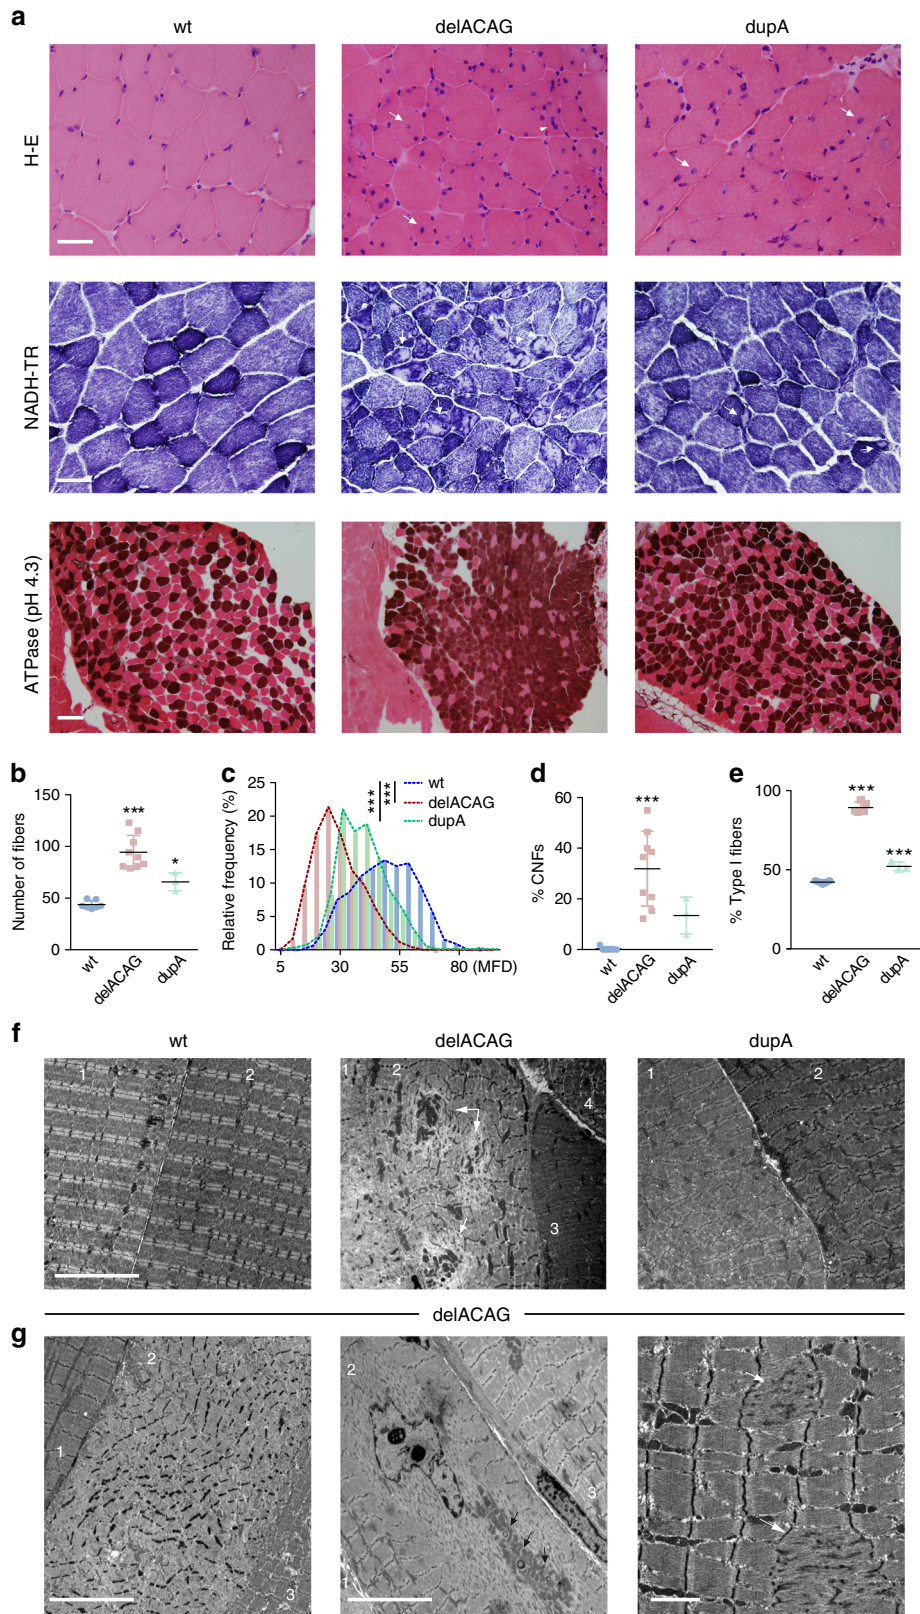 a
wt delACAG dupA
H-E
NADH-TR
ATPase (pH 4.3)
b
Number of fibers
150
100
50
0
***
*
wt
delACAG
dupA
c
Relative frequency (%)
25
20
15
10
5
0
5 30 55 80 (MFD)
*** ***
wt
delACAG
dupA
d
% CNFs
60
40
20
0
***
wt
delACAG
dupA
e
% Type I fibers
100
50
0
***
***
wt
delACAG
dupA
f
wt delACAG dupA
1 2
1 2 4 3
1 2
delACAG
g
2 1 3
2 3 1